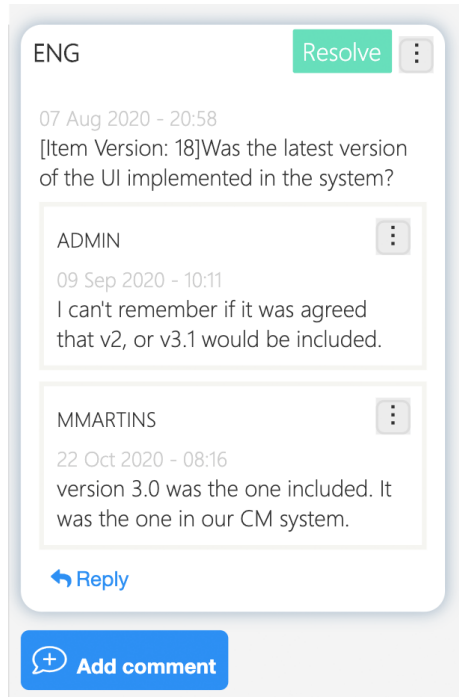 ENG
Resolve
07 Aug 2020 - 20:58
[Item Version: 18]Was the latest version
of the UI implemented in the system?
ADMIN
09 Sep 2020 - 10:11
I can't remember if it was agreed
that v2, or v3.1 would be included.
MMARTINS
22 Oct 2020 - 08:16
version 3.0 was the one included. It
was the one in our CM system.
Reply
Add comment